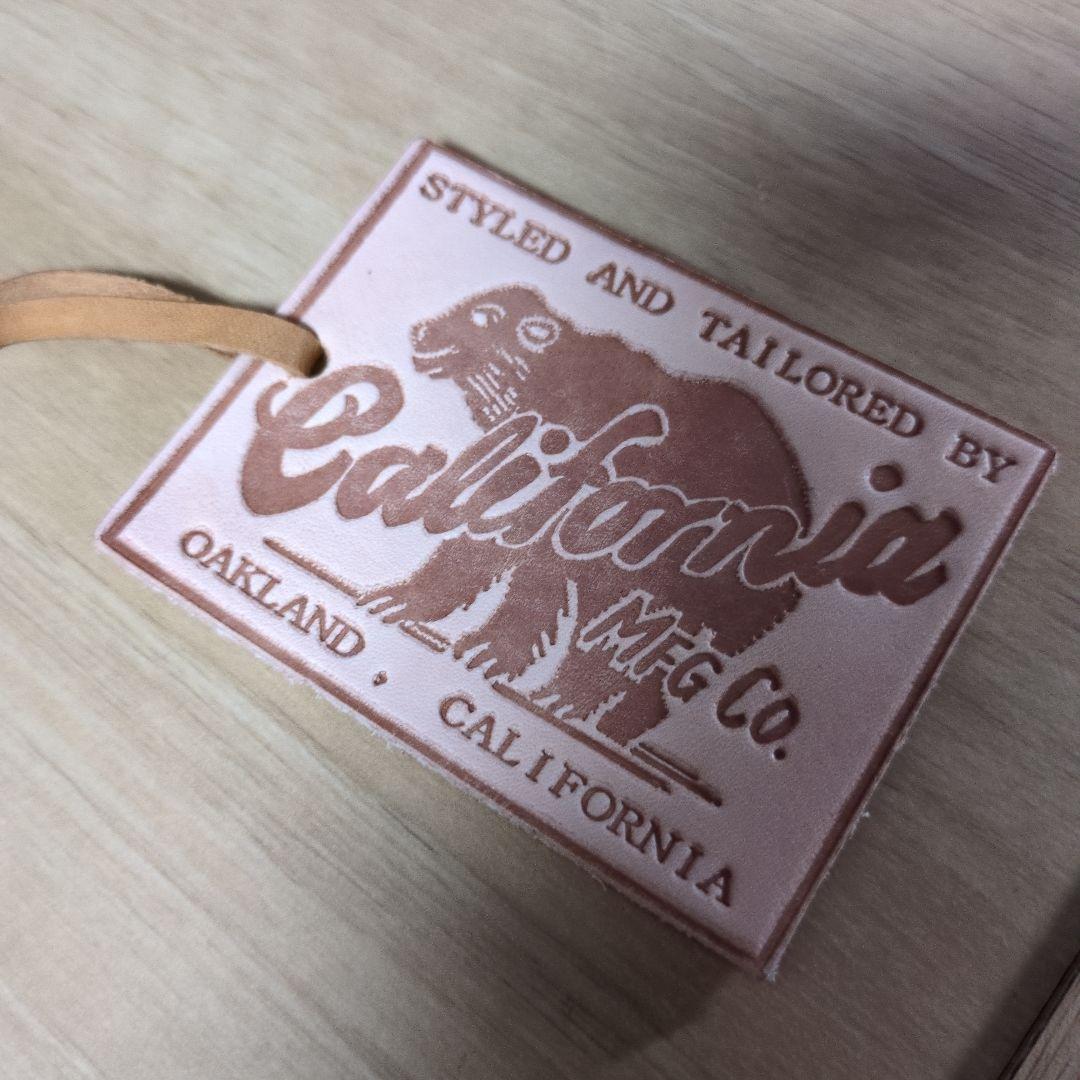 STYLED AND TAILORED BY
California
MFG CO.
OAKLAND, CALIFORNIA